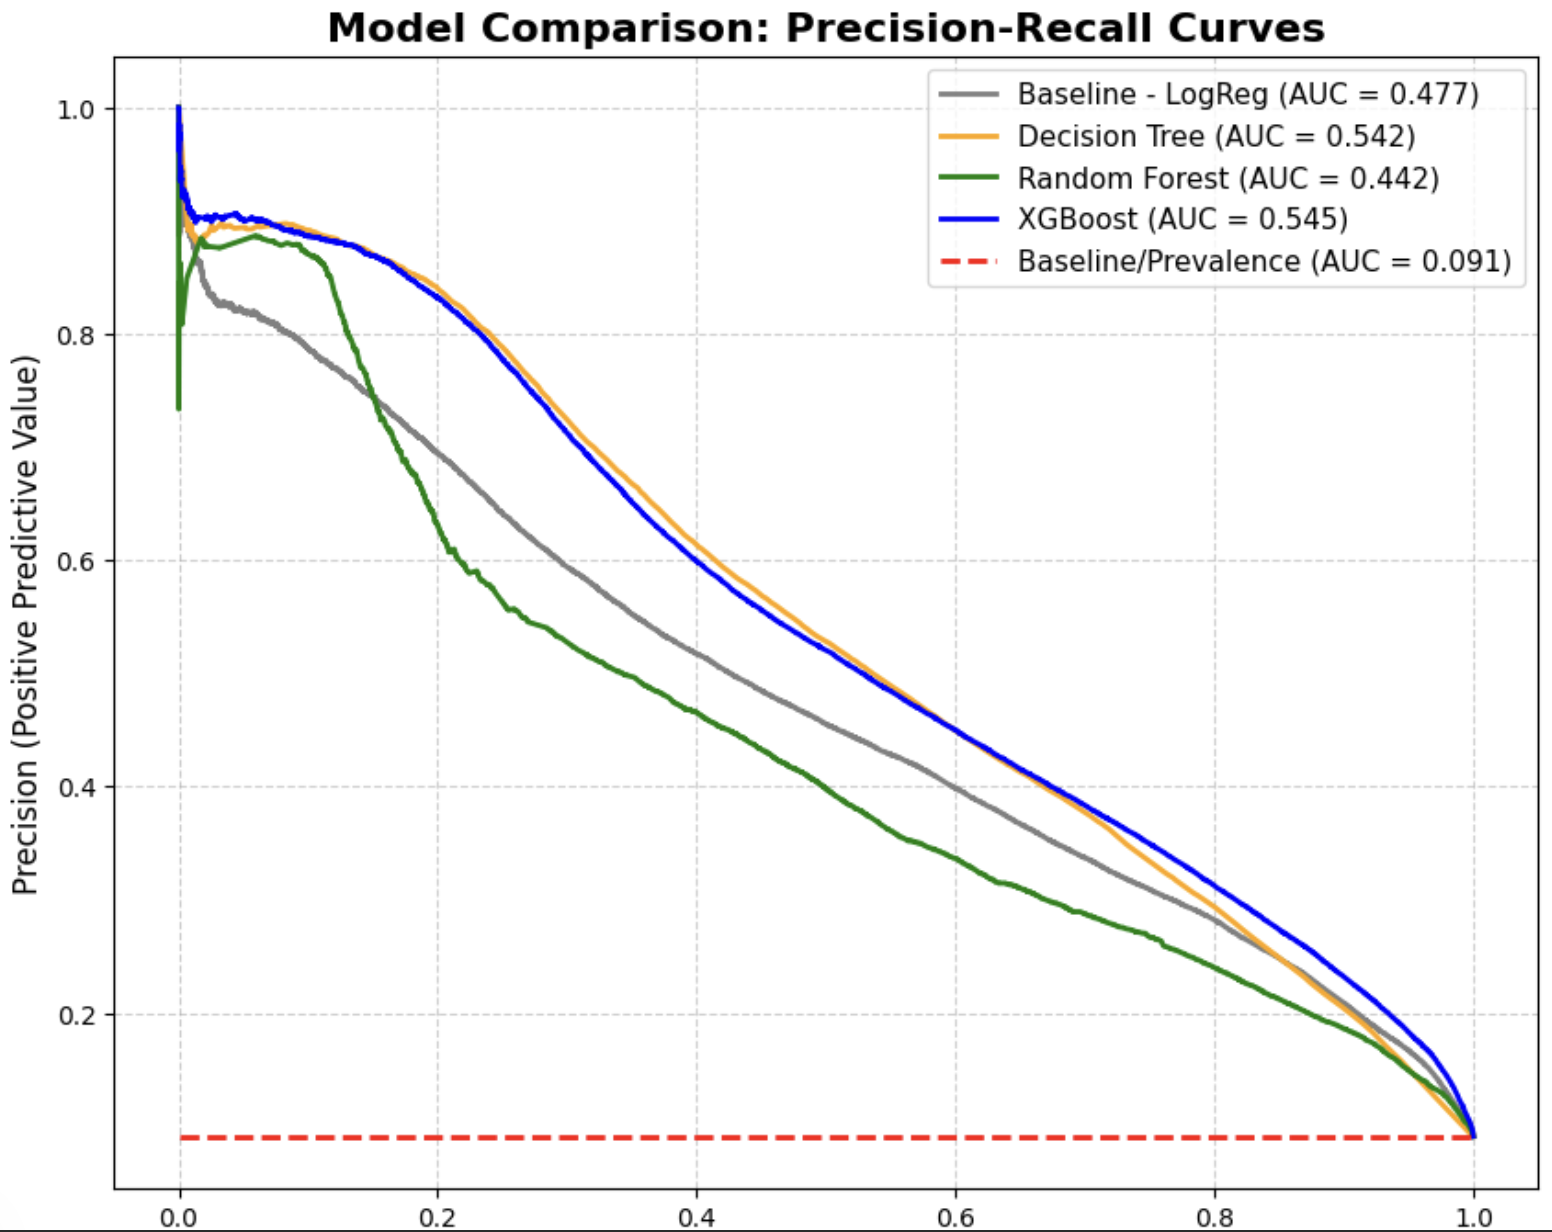 Model Comparison: Precision-Recall Curves
Baseline - LogReg (AUC = 0.477)
Decision Tree (AUC = 0.542)
Random Forest (AUC = 0.442)
XGBoost (AUC = 0.545)
Baseline/Prevalence (AUC = 0.091)
Precision (Positive Predictive Value)
1.0
0.8
0.6
0.4
0.2
0.0 0.2 0.4 0.6 0.8 1.0